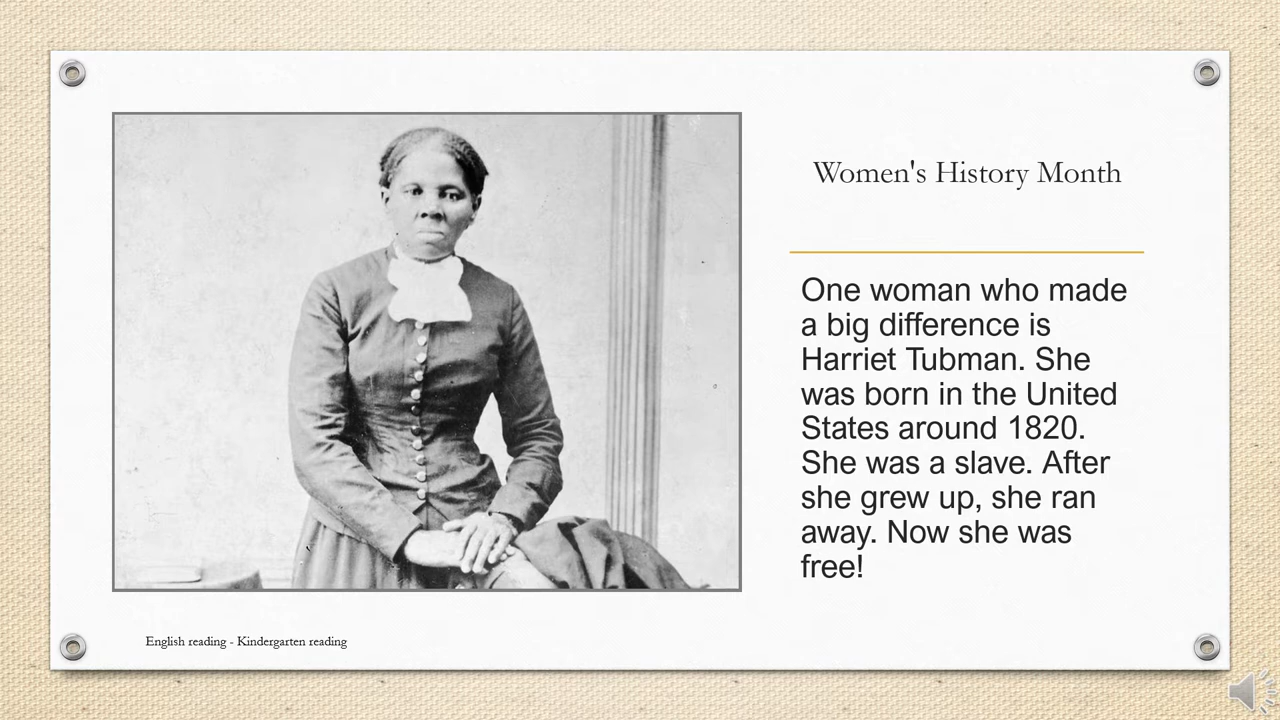 Women's History Month
One woman who made
a big difference is
Harriet Tubman. She
was born in the United
States around 1820.
She was a slave. After
she grew up, she ran
away. Now she was
free!
English reading - Kindergarten reading